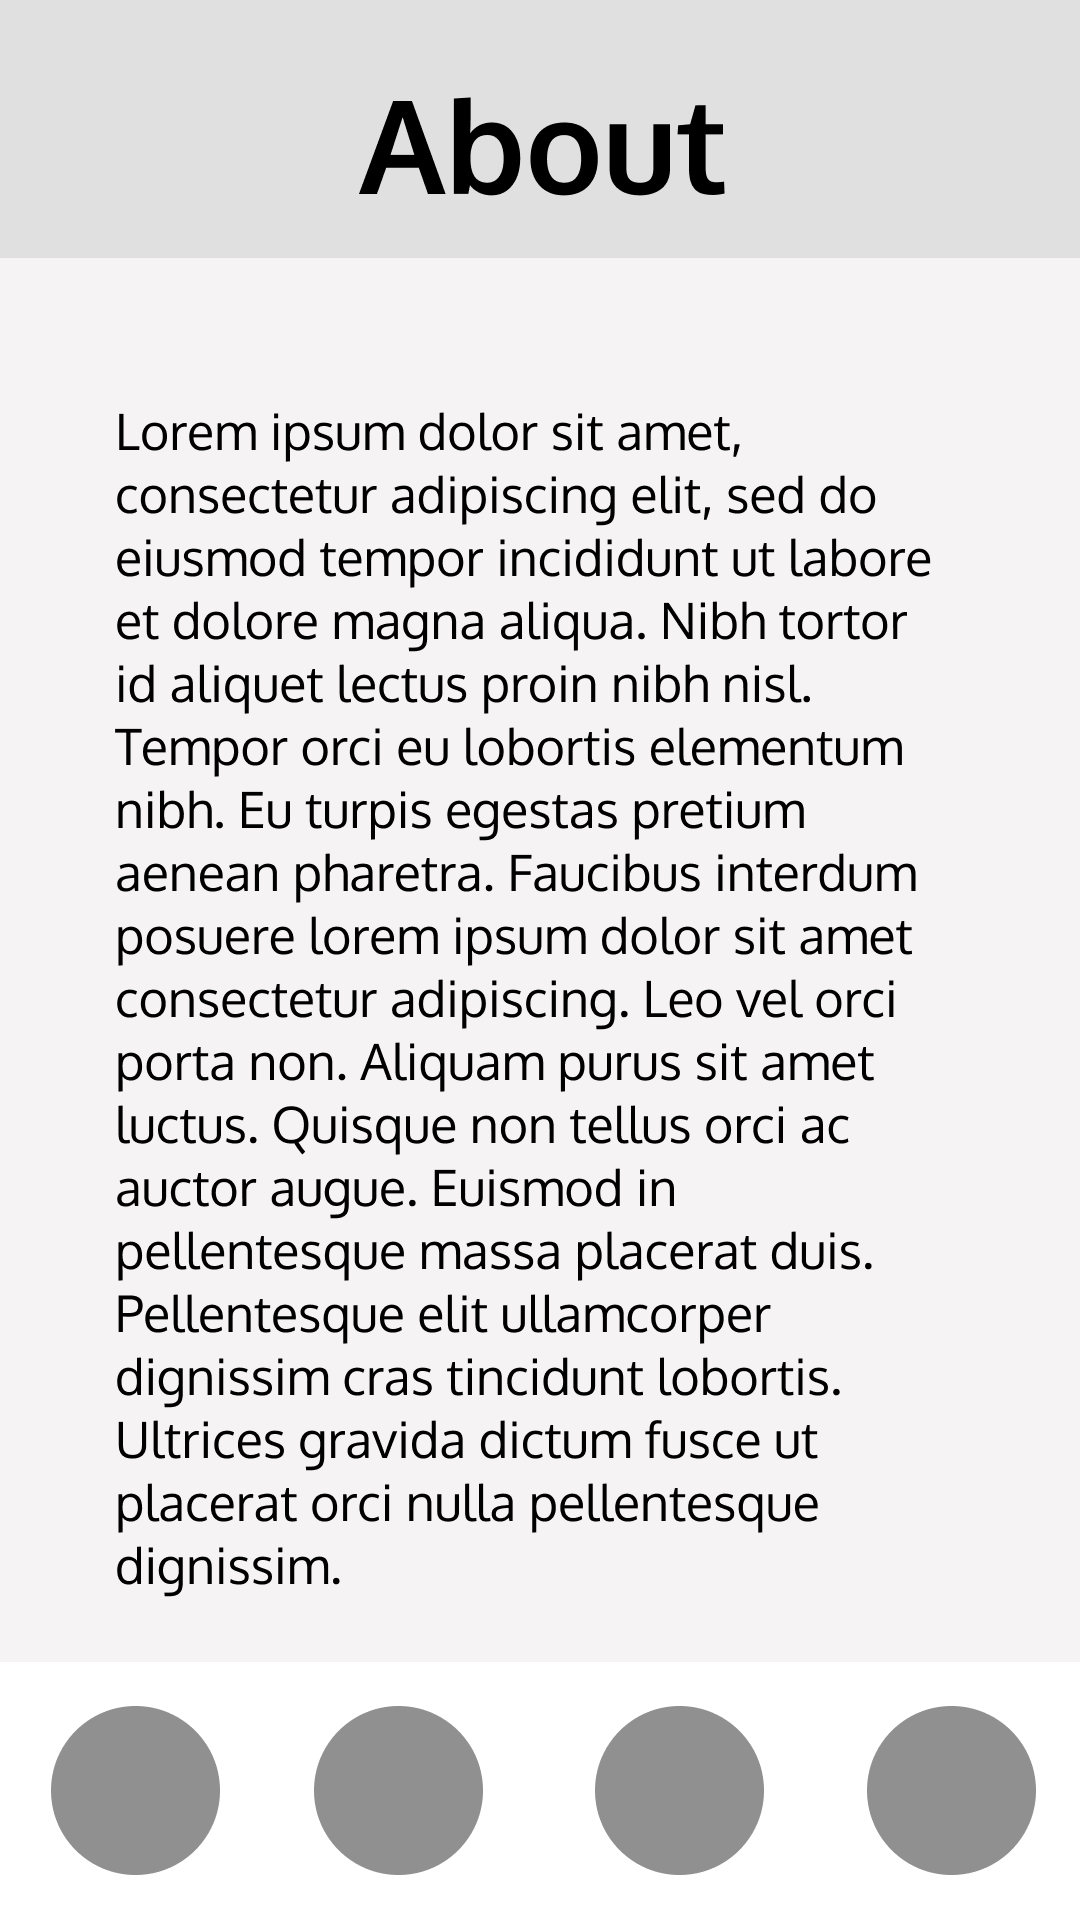 About
Lorem ipsum dolor sit amet,
consectetur adipiscing elit, sed do
eiusmod tempor incididunt ut labore
et dolore magna aliqua. Nibh tortor
id aliquet lectus proin nibh nisl.
Tempor orci eu lobortis elementum
nibh. Eu turpis egestas pretium
aenean pharetra. Faucibus interdum
posuere lorem ipsum dolor sit amet
consectetur adipiscing. Leo vel orci
porta non. Aliquam purus sit amet
luctus. Quisque non tellus orci ac
auctor augue. Euismod in
pellentesque massa placerat duis.
Pellentesque elit ullamcorper
dignissim cras tincidunt lobortis.
Ultrices gravida dictum fusce ut
placerat orci nulla pellentesque
dignissim.